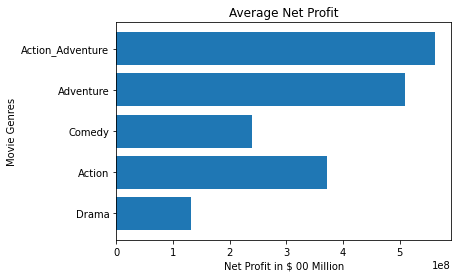 Average Net Profit
Movie Genres
Action_Adventure
Adventure
Comedy
Action
Drama
0 1 2 3 4 5
1e8
Net Profit in $ 00 Million